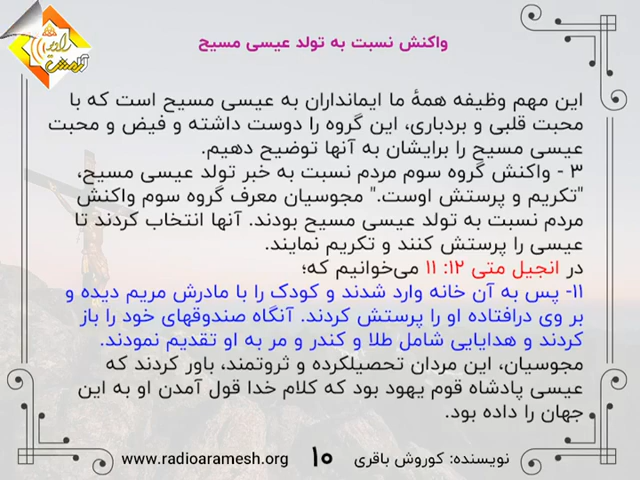 راديو
آرامش
واکنش نسبت به تولد عیسی مسیح
این مهم وظیفه همهٔ ما ایمانداران به عیسی مسیح است که با
محبت قلبی و بردباری، این گروه را دوست داشته و فیض و محبت
عیسی مسیح را برایشان به آنها توضیح دهیم.
۳ - واکنش گروه سوم مردم نسبت به خبر تولد عیسی مسیح،
"تکریم و پرستش اوست." مجوسیان معرف گروه سوم واکنش
مردم نسبت به تولد عیسی مسیح بودند. آنها انتخاب کردند تا
عیسی را پرستش کنند و تکریم نمایند.
در انجیل متی ۱۲: ۱۱ می‌خوانیم که؛
۱۱- پس به آن خانه وارد شدند و کودک را با مادرش مریم دیده و
بر وی درافتاده او را پرستش کردند. آنگاه صندوقهای خود را باز
کردند و هدایایی شامل طلا و کندر و مر به او تقدیم نمودند.
مجوسیان، این مردان تحصیلکرده و ثروتمند، باور کردند که
عیسی پادشاه قوم یهود بود که کلام خدا قول آمدن او به این
جهان را داده بود.
نویسنده: کوروش باقری ۱۰ www.radioaramesh.org